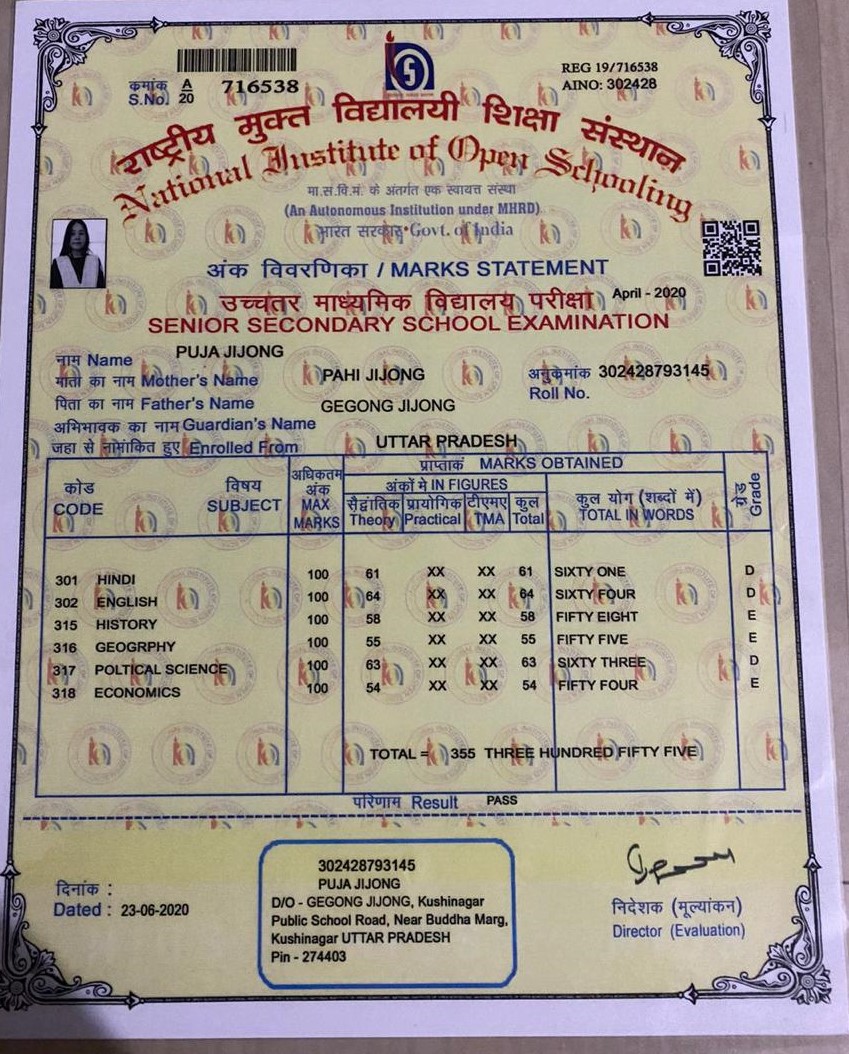 क्रमांक A REG 19/716538
S.No. 20 716538 AINO: 302428
राष्ट्रीय मुक्त विद्यालयी शिक्षा संस्थान
National Institute of Open Schooling
मा.सं.वि.मं. के अंतर्गत एक स्वायत्त संस्था
(An Autonomous Institution under MHRD)
भारत सरकार•Govt. of India
अंक विवरणिका / MARKS STATEMENT
उच्चतर माध्यमिक विद्यालय परीक्षा April - 2020
SENIOR SECONDARY SCHOOL EXAMINATION
नाम Name PUJA JIJONG
माता का नाम Mother's Name PAHI JIJONG अनुक्रमांक 302428793145
Roll No.
पिता का नाम Father's Name GEGONG JIJONG
अभिभावक का नाम Guardian's Name
जहा से नामांकित हुए Enrolled From UTTAR PRADESH
कोड विषय अधिकतम अंक प्राप्तांक MARKS OBTAINED ग्रेड
CODE SUBJECT MAX MARKS अंकों मे IN FIGURES कुल योग (शब्दों में) Grade
सैद्वांतिक प्रायोगिक टीएमए कुल TOTAL IN WORDS
Theory Practical TMA Total
301 HINDI 100 61 XX XX 61 SIXTY ONE D
302 ENGLISH 100 64 XX XX 64 SIXTY FOUR D
315 HISTORY 100 58 XX XX 58 FIFTY EIGHT E
316 GEOGRPHY 100 55 XX XX 55 FIFTY FIVE E
317 POLTICAL SCIENCE 100 63 XX XX 63 SIXTY THREE D
318 ECONOMICS 100 54 XX XX 54 FIFTY FOUR E
TOTAL = 355 THREE HUNDRED FIFTY FIVE
परिणाम Result PASS
302428793145
PUJA JIJONG
D/O - GEGONG JIJONG, Kushinagar
Public School Road, Near Buddha Marg,
Kushinagar UTTAR PRADESH
Pin - 274403
दिनांक :
Dated : 23-06-2020
निदेशक (मूल्यांकन)
Director (Evaluation)